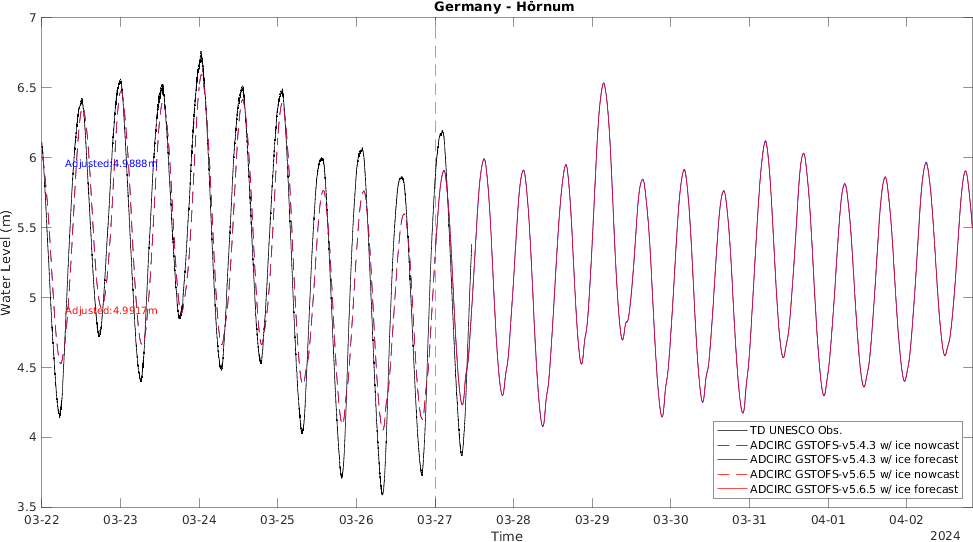 Germany - Hörnum
7
6.5
6
5.5
5
4.5
4
3.5
Water Level (m)
Adjusted:4.9888m
Adjusted:4.9917m
TD UNESCO Obs.
ADCIRC GSTOFS-v5.4.3 w/ ice nowcast
ADCIRC GSTOFS-v5.4.3 w/ ice forecast
ADCIRC GSTOFS-v5.6.5 w/ ice nowcast
ADCIRC GSTOFS-v5.6.5 w/ ice forecast
03-22 03-23 03-24 03-25 03-26 03-27 03-28 03-29 03-30 03-31 04-01 04-02
Time
2024